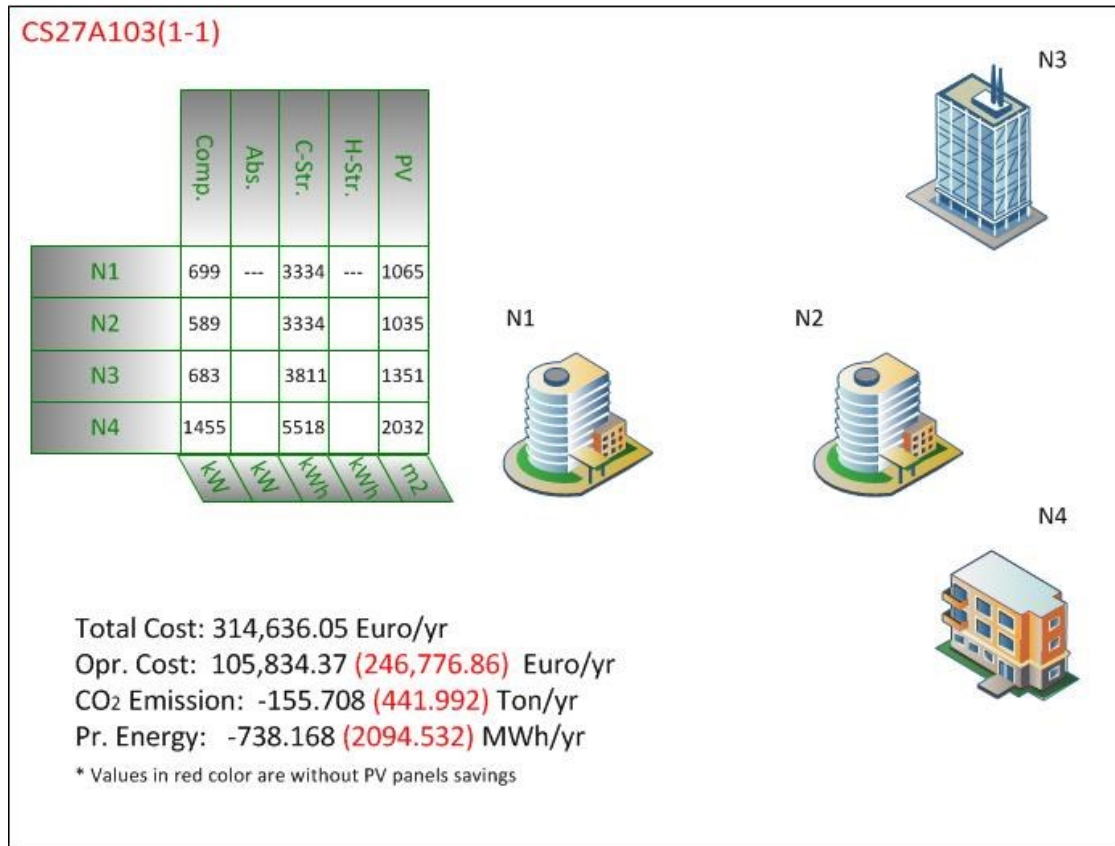 CS27A103(1-1)
N3
Comp. Abs. C-Str. H-Str. PV
N1 699 --- 3334 --- 1065
N2 589 3334 1035
N3 683 3811 1351
N4 1455 5518 2032
kW kW kWh kWh m2
N1 N2
N4
Total Cost: 314,636.05 Euro/yr
Opr. Cost: 105,834.37 (246,776.86) Euro/yr
CO2 Emission: -155.708 (441.992) Ton/yr
Pr. Energy: -738.168 (2094.532) MWh/yr
* Values in red color are without PV panels savings